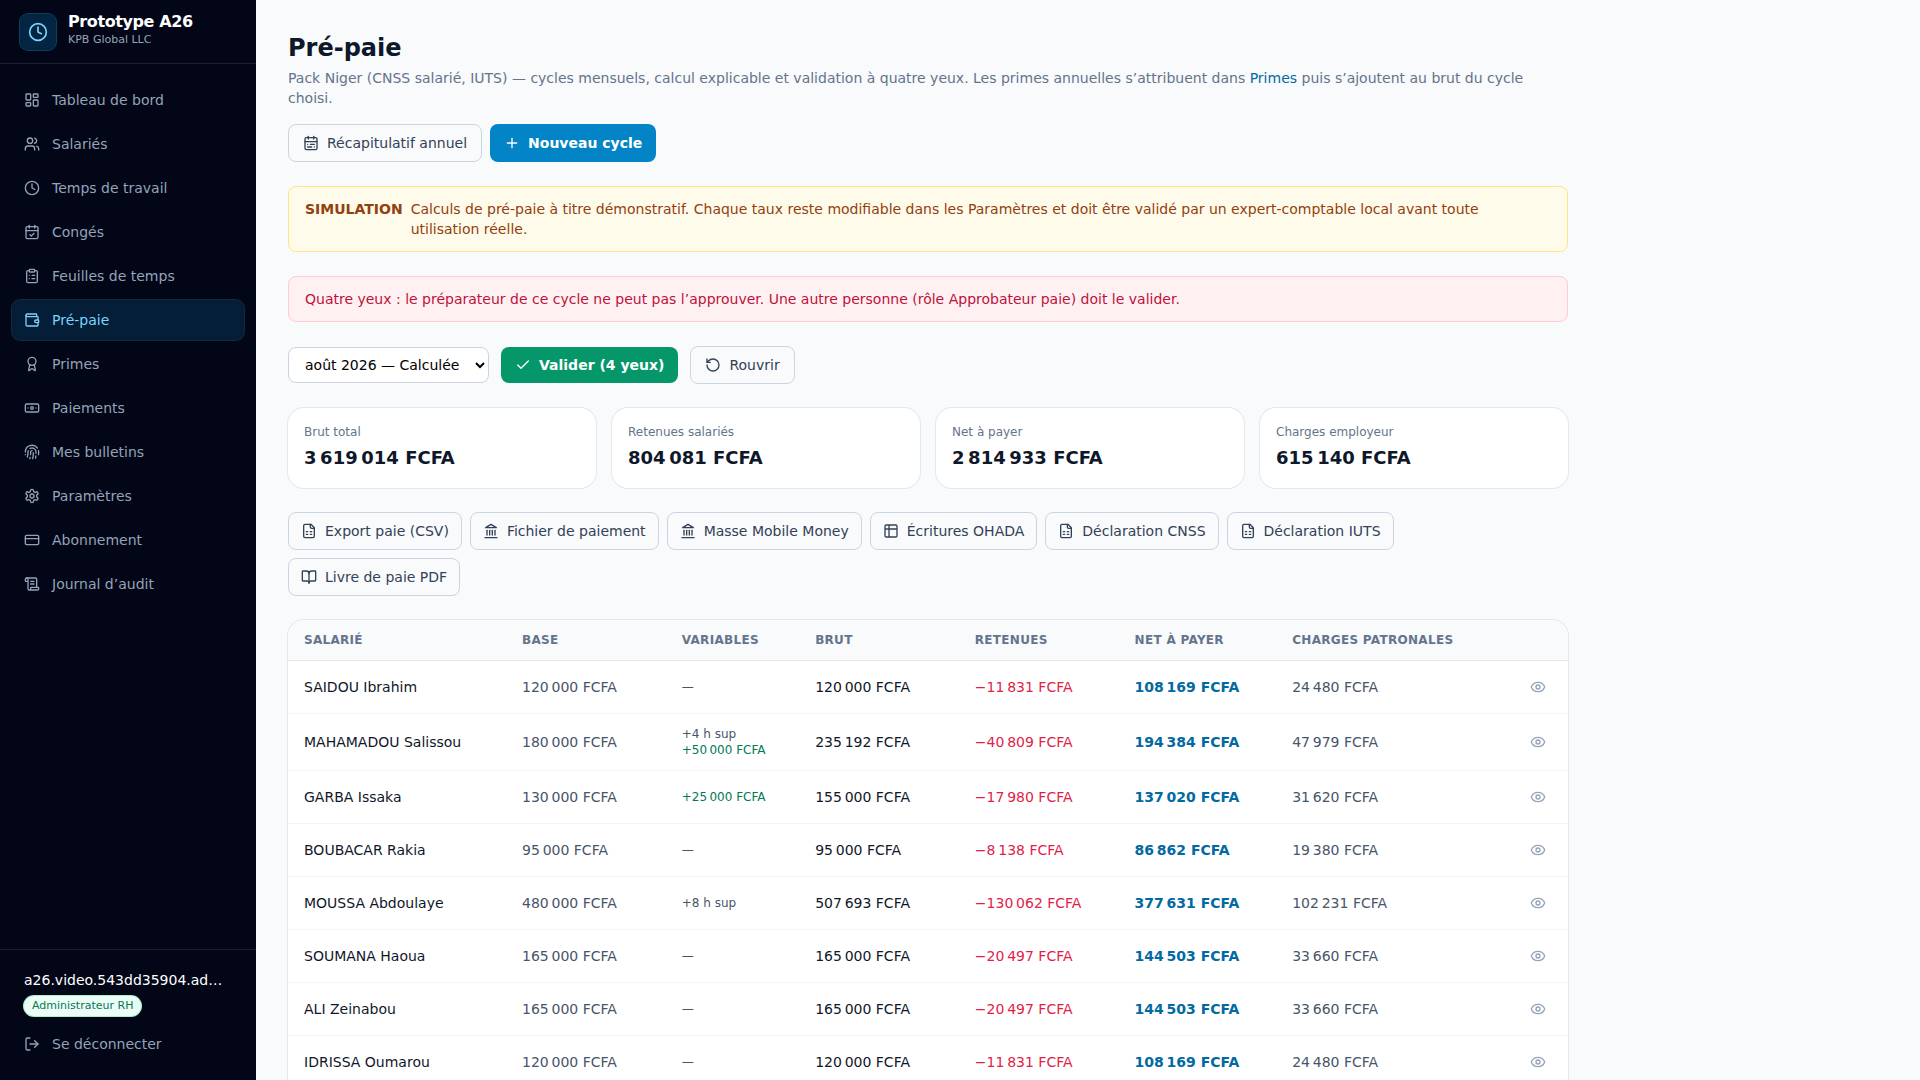 Prototype A26
KPB Global LLC
Tableau de bord
Salariés
Temps de travail
Congés
Feuilles de temps
Pré-paie
Primes
Paiements
Mes bulletins
Paramètres
Abonnement
Journal d’audit
a26.video.543dd35904.ad…
Administrateur RH
Se déconnecter
Pré-paie
Pack Niger (CNSS salarié, IUTS) — cycles mensuels, calcul explicable et validation à quatre yeux. Les primes annuelles s’attribuent dans Primes puis s’ajoutent au brut du cycle
choisi.
Récapitulatif annuel
Nouveau cycle
SIMULATION Calculs de pré-paie à titre démonstratif. Chaque taux reste modifiable dans les Paramètres et doit être validé par un expert-comptable local avant toute
utilisation réelle.
Quatre yeux : le préparateur de ce cycle ne peut pas l’approuver. Une autre personne (rôle Approbateur paie) doit le valider.
août 2026 — Calculée
Valider (4 yeux)
Rouvrir
Brut total
3 619 014 FCFA
Retenues salariés
804 081 FCFA
Net à payer
2 814 933 FCFA
Charges employeur
615 140 FCFA
Export paie (CSV)
Fichier de paiement
Masse Mobile Money
Écritures OHADA
Déclaration CNSS
Déclaration IUTS
Livre de paie PDF
SALARIÉ BASE VARIABLES BRUT RETENUES NET À PAYER CHARGES PATRONALES
SAIDOU Ibrahim 120 000 FCFA — 120 000 FCFA −11 831 FCFA 108 169 FCFA 24 480 FCFA
MAHAMADOU Salissou 180 000 FCFA +4 h sup +50 000 FCFA 235 192 FCFA −40 809 FCFA 194 384 FCFA 47 979 FCFA
GARBA Issaka 130 000 FCFA +25 000 FCFA 155 000 FCFA −17 980 FCFA 137 020 FCFA 31 620 FCFA
BOUBACAR Rakia 95 000 FCFA — 95 000 FCFA −8 138 FCFA 86 862 FCFA 19 380 FCFA
MOUSSA Abdoulaye 480 000 FCFA +8 h sup 507 693 FCFA −130 062 FCFA 377 631 FCFA 102 231 FCFA
SOUMANA Haoua 165 000 FCFA — 165 000 FCFA −20 497 FCFA 144 503 FCFA 33 660 FCFA
ALI Zeinabou 165 000 FCFA — 165 000 FCFA −20 497 FCFA 144 503 FCFA 33 660 FCFA
IDRISSA Oumarou 120 000 FCFA — 120 000 FCFA −11 831 FCFA 108 169 FCFA 24 480 FCFA